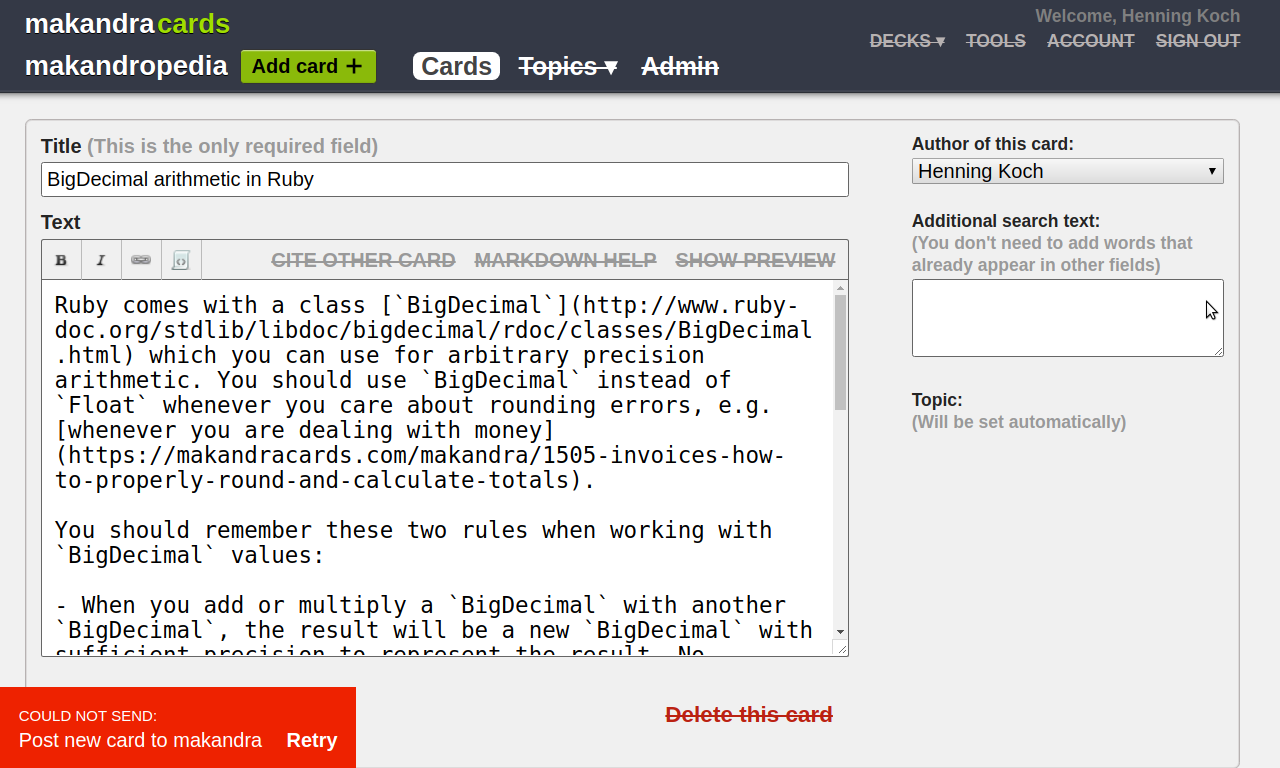 makandracards
Welcome, Henning Koch
DECKS ▾ TOOLS ACCOUNT SIGN OUT
makandropedia Add card + Cards Topics ▾ Admin
Title (This is the only required field)
BigDecimal arithmetic in Ruby
Text
B I CITE OTHER CARD MARKDOWN HELP SHOW PREVIEW
Ruby comes with a class [`BigDecimal`](http://www.ruby-
doc.org/stdlib/libdoc/bigdecimal/rdoc/classes/BigDecimal
.html) which you can use for arbitrary precision
arithmetic. You should use `BigDecimal` instead of
`Float` whenever you care about rounding errors, e.g.
[whenever you are dealing with money]
(https://makandracards.com/makandra/1505-invoices-how-
to-properly-round-and-calculate-totals).
You should remember these two rules when working with
`BigDecimal` values:
- When you add or multiply a `BigDecimal` with another
`BigDecimal`, the result will be a new `BigDecimal` with
sufficient precision to represent the result. No
Author of this card:
Henning Koch
Additional search text:
(You don't need to add words that
already appear in other fields)
Topic:
(Will be set automatically)
COULD NOT SEND:
Post new card to makandra Retry
Delete this card